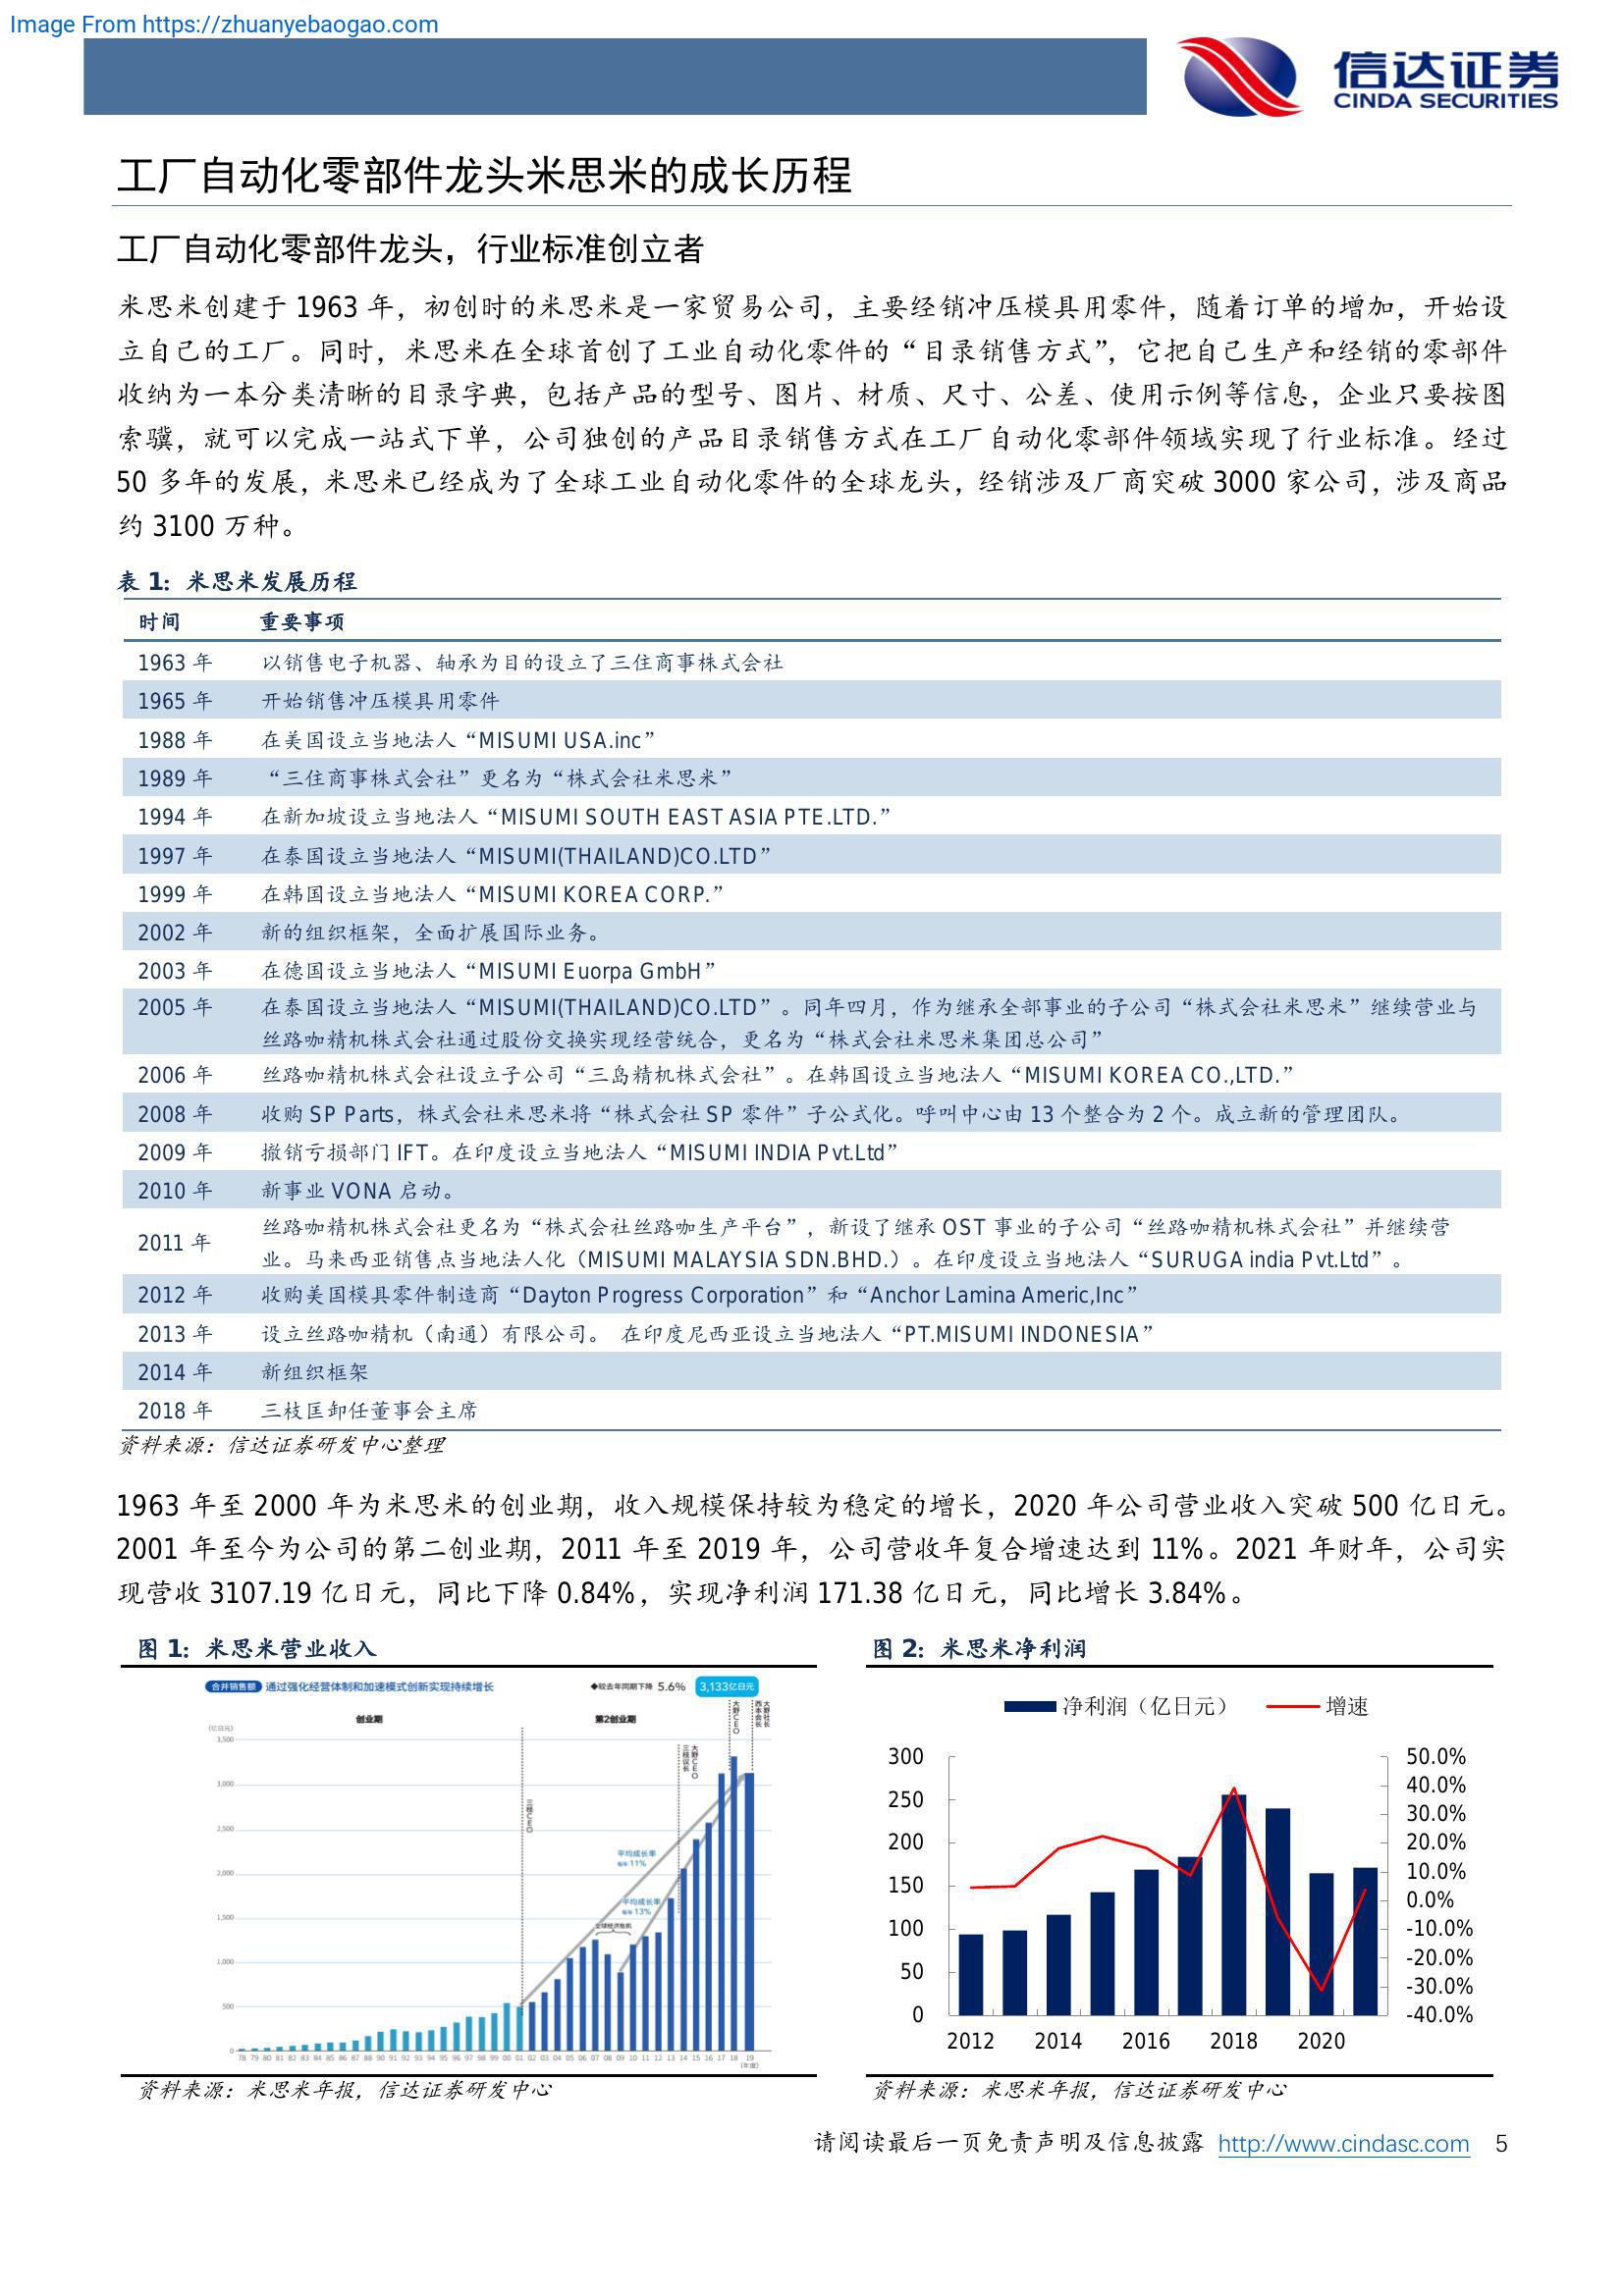 Image From https://zhuanyebaogao.com
信达证券
CINDA SECURITIES
工厂自动化零部件龙头米思米的成长历程
工厂自动化零部件龙头，行业标准创立者
米思米创建于 1963 年，初创时的米思米是一家贸易公司，主要经销冲压模具用零件，随着订单的增加，开始设
立自己的工厂。同时，米思米在全球首创了工业自动化零件的“目录销售方式”，它把自己生产和经销的零部件
收纳为一本分类清晰的目录字典，包括产品的型号、图片、材质、尺寸、公差、使用示例等信息，企业只要按图
索骥，就可以完成一站式下单，公司独创的产品目录销售方式在工厂自动化零部件领域实现了行业标准。经过
50 多年的发展，米思米已经成为了全球工业自动化零件的全球龙头，经销涉及厂商突破 3000 家公司，涉及商品
约 3100 万种。
表 1：米思米发展历程
时间 重要事项
1963 年 以销售电子机器、轴承为目的设立了三住商事株式会社
1965 年 开始销售冲压模具用零件
1988 年 在美国设立当地法人“MISUMI USA.inc”
1989 年 “三住商事株式会社”更名为“株式会社米思米”
1994 年 在新加坡设立当地法人“MISUMI SOUTH EAST ASIA PTE.LTD.”
1997 年 在泰国设立当地法人“MISUMI(THAILAND)CO.LTD”
1999 年 在韩国设立当地法人“MISUMI KOREA CORP.”
2002 年 新的组织框架，全面扩展国际业务。
2003 年 在德国设立当地法人“MISUMI Euorpa GmbH”
2005 年 在泰国设立当地法人“MISUMI(THAILAND)CO.LTD”。同年四月，作为继承全部事业的子公司“株式会社米思米”继续营业与
丝路咖精机株式会社通过股份交换实现经营统合，更名为“株式会社米思米集团总公司”
2006 年 丝路咖精机株式会社设立子公司“三岛精机株式会社”。在韩国设立当地法人“MISUMI KOREA CO.,LTD.”
2008 年 收购 SP Parts，株式会社米思米将“株式会社 SP 零件”子公式化。呼叫中心由 13 个整合为 2 个。成立新的管理团队。
2009 年 撤销亏损部门 IFT。在印度设立当地法人“MISUMI INDIA Pvt.Ltd”
2010 年 新事业 VONA 启动。
2011 年 丝路咖精机株式会社更名为“株式会社丝路咖生产平台”，新设了继承 OST 事业的子公司“丝路咖精机株式会社”并继续营
业。马来西亚销售点当地法人化（MISUMI MALAYSIA SDN.BHD.）。在印度设立当地法人“SURUGA india Pvt.Ltd”。
2012 年 收购美国模具零件制造商“Dayton Progress Corporation”和“Anchor Lamina Americ,Inc”
2013 年 设立丝路咖精机（南通）有限公司。 在印度尼西亚设立当地法人“PT.MISUMI INDONESIA”
2014 年 新组织框架
2018 年 三枝匡卸任董事会主席
资料来源：信达证券研发中心整理
1963 年至 2000 年为米思米的创业期，收入规模保持较为稳定的增长，2020 年公司营业收入突破 500 亿日元。
2001 年至今为公司的第二创业期，2011 年至 2019 年，公司营收年复合增速达到 11%。2021 年财年，公司实
现营收 3107.19 亿日元，同比下降 0.84%，实现净利润 171.38 亿日元，同比增长 3.84%。
图 1：米思米营业收入
合并销售额 通过强化经营体制和加速模式创新实现持续增长 ◆较去年同期下降 5.6% 3,133亿日元
创业期 第2创业期
(亿日元)
3,500
3,000
2,500
2,000
1,500
1,000
500
0
三枝CEO
三枝议长
大野CEO
大野CEO
西本会长
大野社长
平均成长率
每年 11%
平均成长率
每年 13%
全球经济危机
78 79 80 81 82 83 84 85 86 87 88 90 91 92 93 94 95 96 97 98 99 00 01 02 03 04 05 06 07 08 09 10 11 12 13 14 15 16 17 18 19
(年度)
资料来源：米思米年报，信达证券研发中心
图 2：米思米净利润
净利润（亿日元） 增速
300
250
200
150
100
50
0
50.0%
40.0%
30.0%
20.0%
10.0%
0.0%
-10.0%
-20.0%
-30.0%
-40.0%
2012 2014 2016 2018 2020
资料来源：米思米年报，信达证券研发中心
请阅读最后一页免责声明及信息披露 http://www.cindasc.com 5